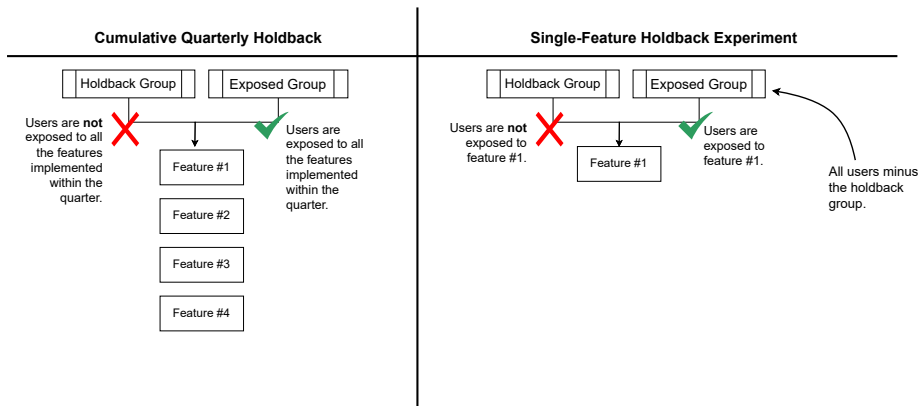 Cumulative Quarterly Holdback
Holdback Group
Exposed Group
Users are not
exposed to all
the features
implemented
within the
quarter.
Users are
exposed to all
the features
implemented
within the
quarter.
Feature #1
Feature #2
Feature #3
Feature #4
Single-Feature Holdback Experiment
Holdback Group
Exposed Group
Users are not
exposed to
feature #1.
Users are
exposed to
feature #1.
Feature #1
All users minus
the holdback
group.